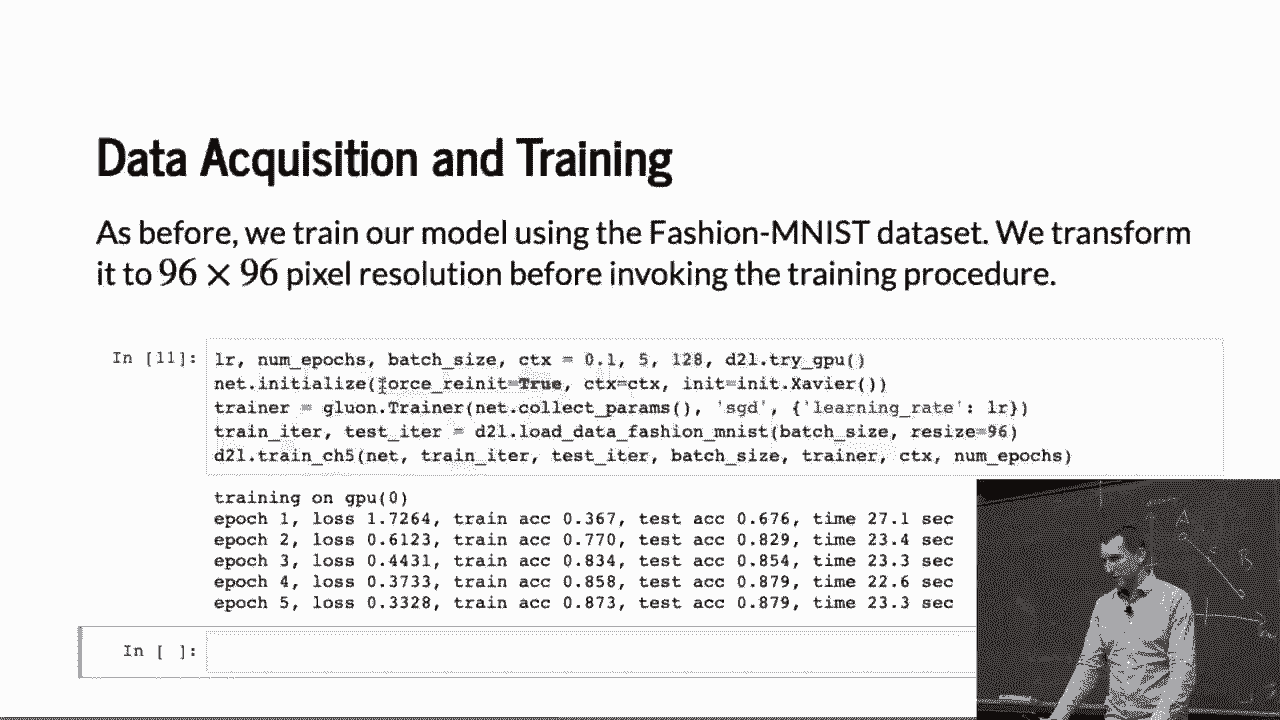 Data Acquisition and Training
As before, we train our model using the Fashion-MNIST dataset. We transform
it to 96 × 96 pixel resolution before invoking the training procedure.
In [11]: lr, num_epochs, batch_size, ctx = 0.1, 5, 128, d2l.try_gpu()
net.initialize(force_reinit=True, ctx=ctx, init=init.Xavier())
trainer = gluon.Trainer(net.collect_params(), 'sgd', {'learning_rate': lr})
train_iter, test_iter = d2l.load_data_fashion_mnist(batch_size, resize=96)
d2l.train_ch5(net, train_iter, test_iter, batch_size, trainer, ctx, num_epochs)
training on gpu(0)
epoch 1, loss 1.7264, train acc 0.367, test acc 0.676, time 27.1 sec
epoch 2, loss 0.6123, train acc 0.770, test acc 0.829, time 23.4 sec
epoch 3, loss 0.4431, train acc 0.834, test acc 0.854, time 23.3 sec
epoch 4, loss 0.3733, train acc 0.858, test acc 0.879, time 22.6 sec
epoch 5, loss 0.3328, train acc 0.873, test acc 0.879, time 23.3 sec
In [ ]:
A
B